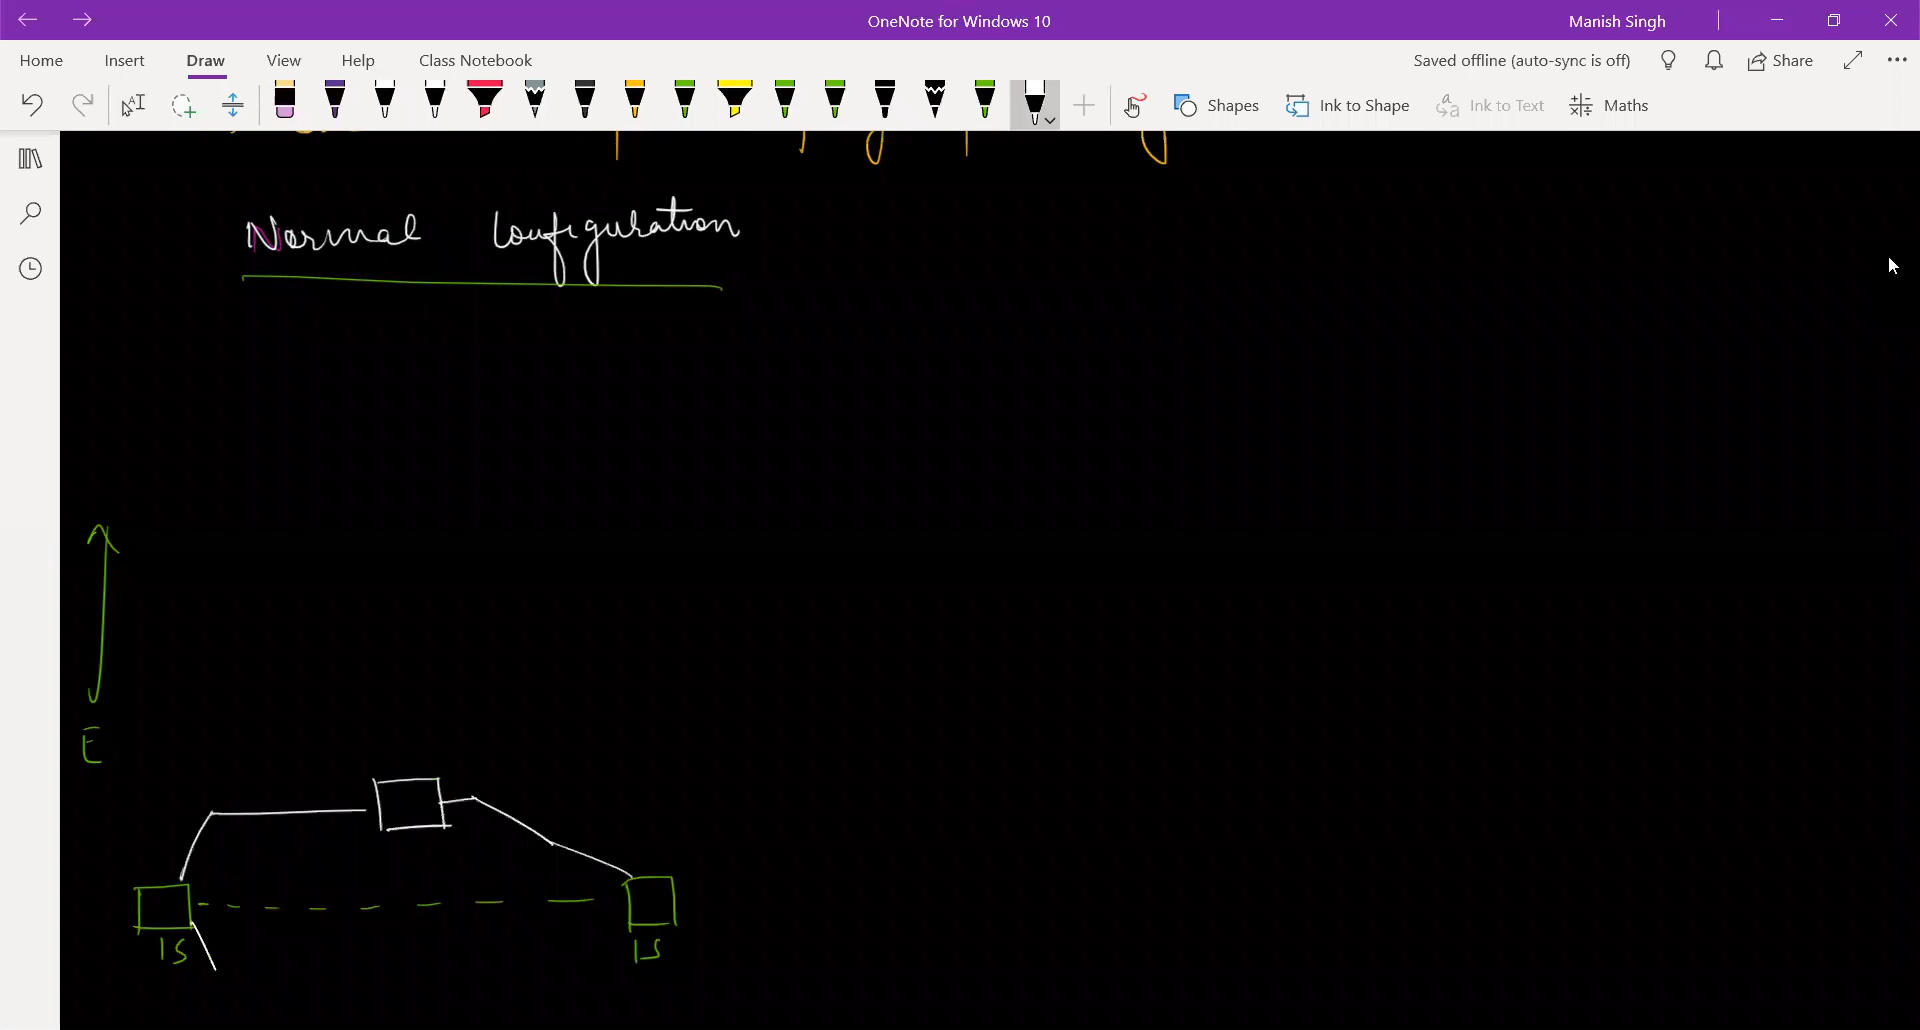 OneNote for Windows 10
Manish Singh
Home Insert Draw View Help Class Notebook
Saved offline (auto-sync is off) Share
Shapes Ink to Shape Ink to Text Maths
Normal Configuration
E
1S 1S